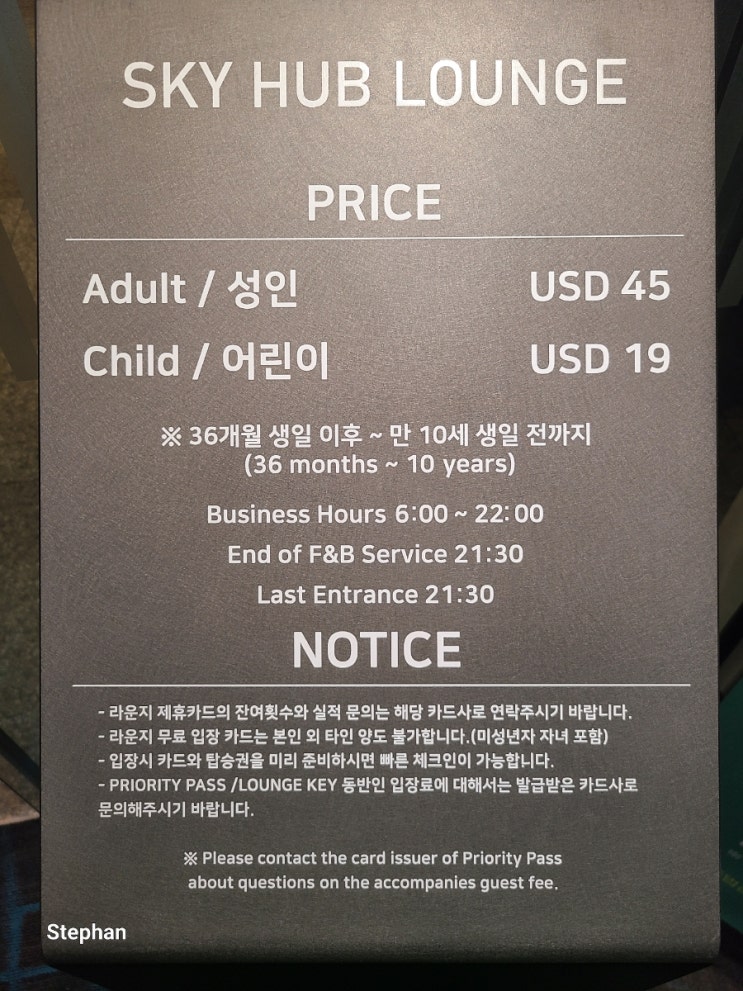 SKY HUB LOUNGE
PRICE
Adult / 성인 USD 45
Child / 어린이 USD 19
※ 36개월 생일 이후 ~ 만 10세 생일 전까지
(36 months ~ 10 years)
Business Hours 6:00 ~ 22:00
End of F&B Service 21:30
Last Entrance 21:30
NOTICE
- 라운지 제휴카드의 잔여횟수와 실적 문의는 해당 카드사로 연락주시기 바랍니다.
- 라운지 무료 입장 카드는 본인 외 타인 양도 불가합니다.(미성년자 자녀 포함)
- 입장시 카드와 탑승권을 미리 준비하시면 빠른 체크인이 가능합니다.
- PRIORITY PASS /LOUNGE KEY 동반인 입장료에 대해서는 발급받은 카드사로
문의해주시기 바랍니다.
※ Please contact the card issuer of Priority Pass
about questions on the accompanies guest fee.
Stephan